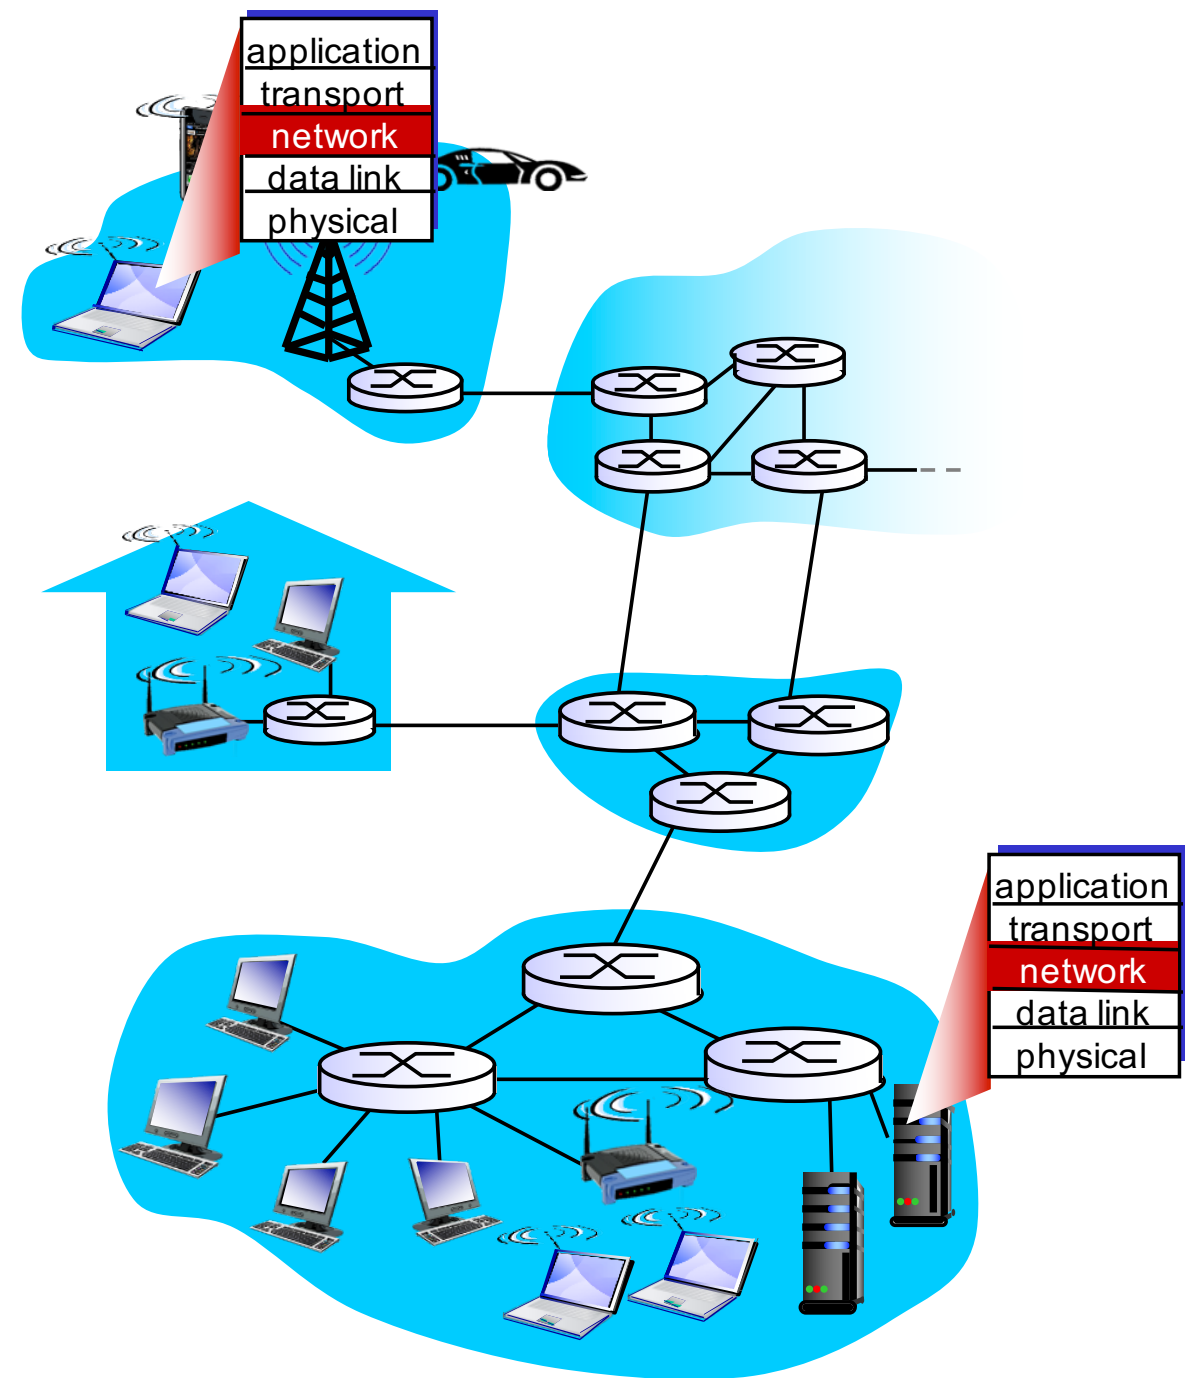 application
transport
network
data link
physical
application
transport
network
data link
physical